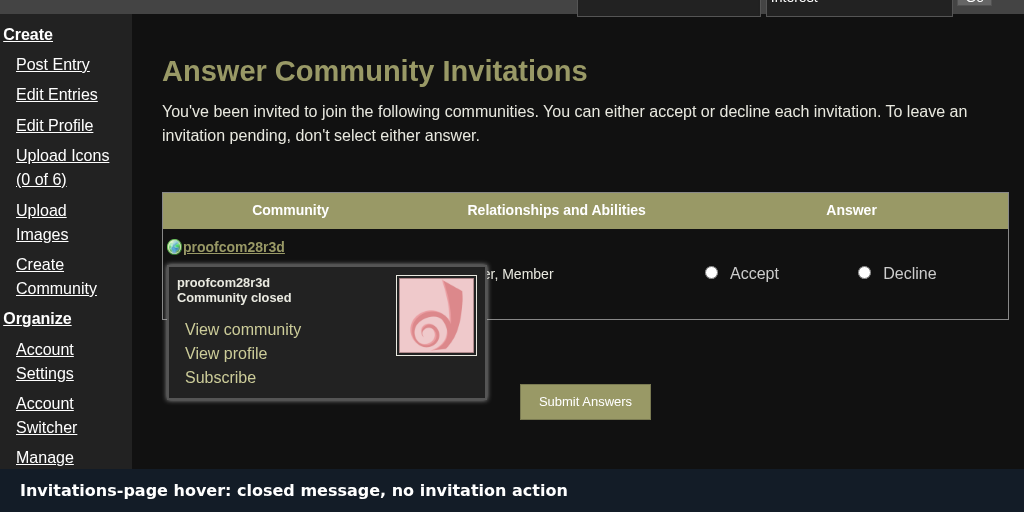 Create
Post Entry
Edit Entries
Edit Profile
Upload Icons
(0 of 6)
Upload
Images
Create
Community
Organize
Account
Settings
Account
Switcher
Manage
Answer Community Invitations
You've been invited to join the following communities. You can either accept or decline each invitation. To leave an
invitation pending, don't select either answer.
Community Relationships and Abilities Answer
proofcom28r3d
er, Member Accept Decline
proofcom28r3d
Community closed
View community
View profile
Subscribe
Submit Answers
Invitations-page hover: closed message, no invitation action